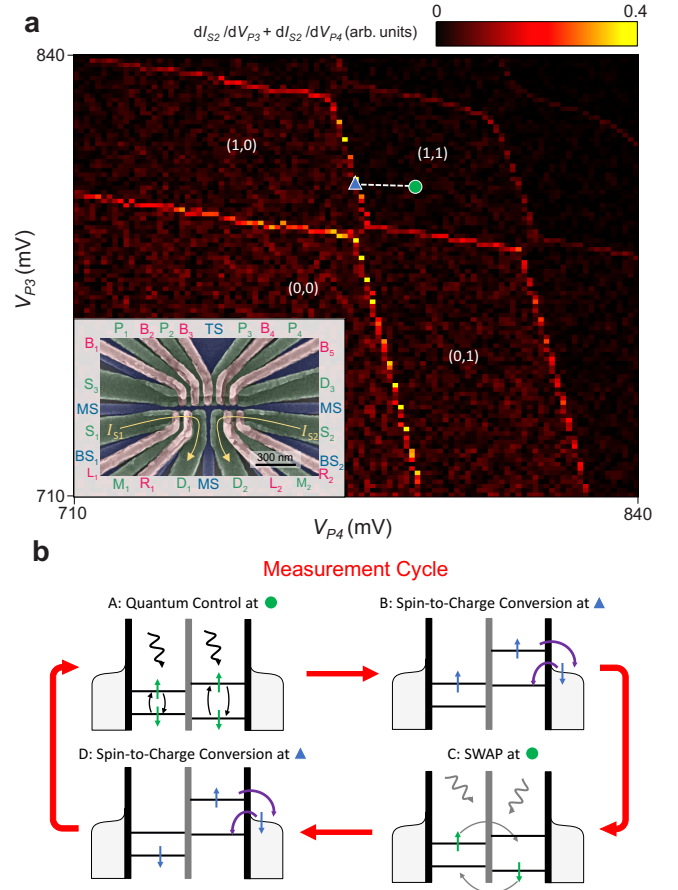 a
dI_S2 /dV_P3 + dI_S2 /dV_P4 (arb. units)
0
0.4
840
V_P3 (mV)
710
(1,0)
(1,1)
(0,0)
(0,1)
P1 B2 P2 B3 TS P3 B4 P4
B1 B5
S3 D3
MS MS
S1 I_S1 I_S2 S2
BS1 BS2
300 nm
L1 R2
M1 R1 D1 MS D2 L2 M2
710
840
V_P4 (mV)
b
Measurement Cycle
A: Quantum Control at
B: Spin-to-Charge Conversion at
D: Spin-to-Charge Conversion at
C: SWAP at